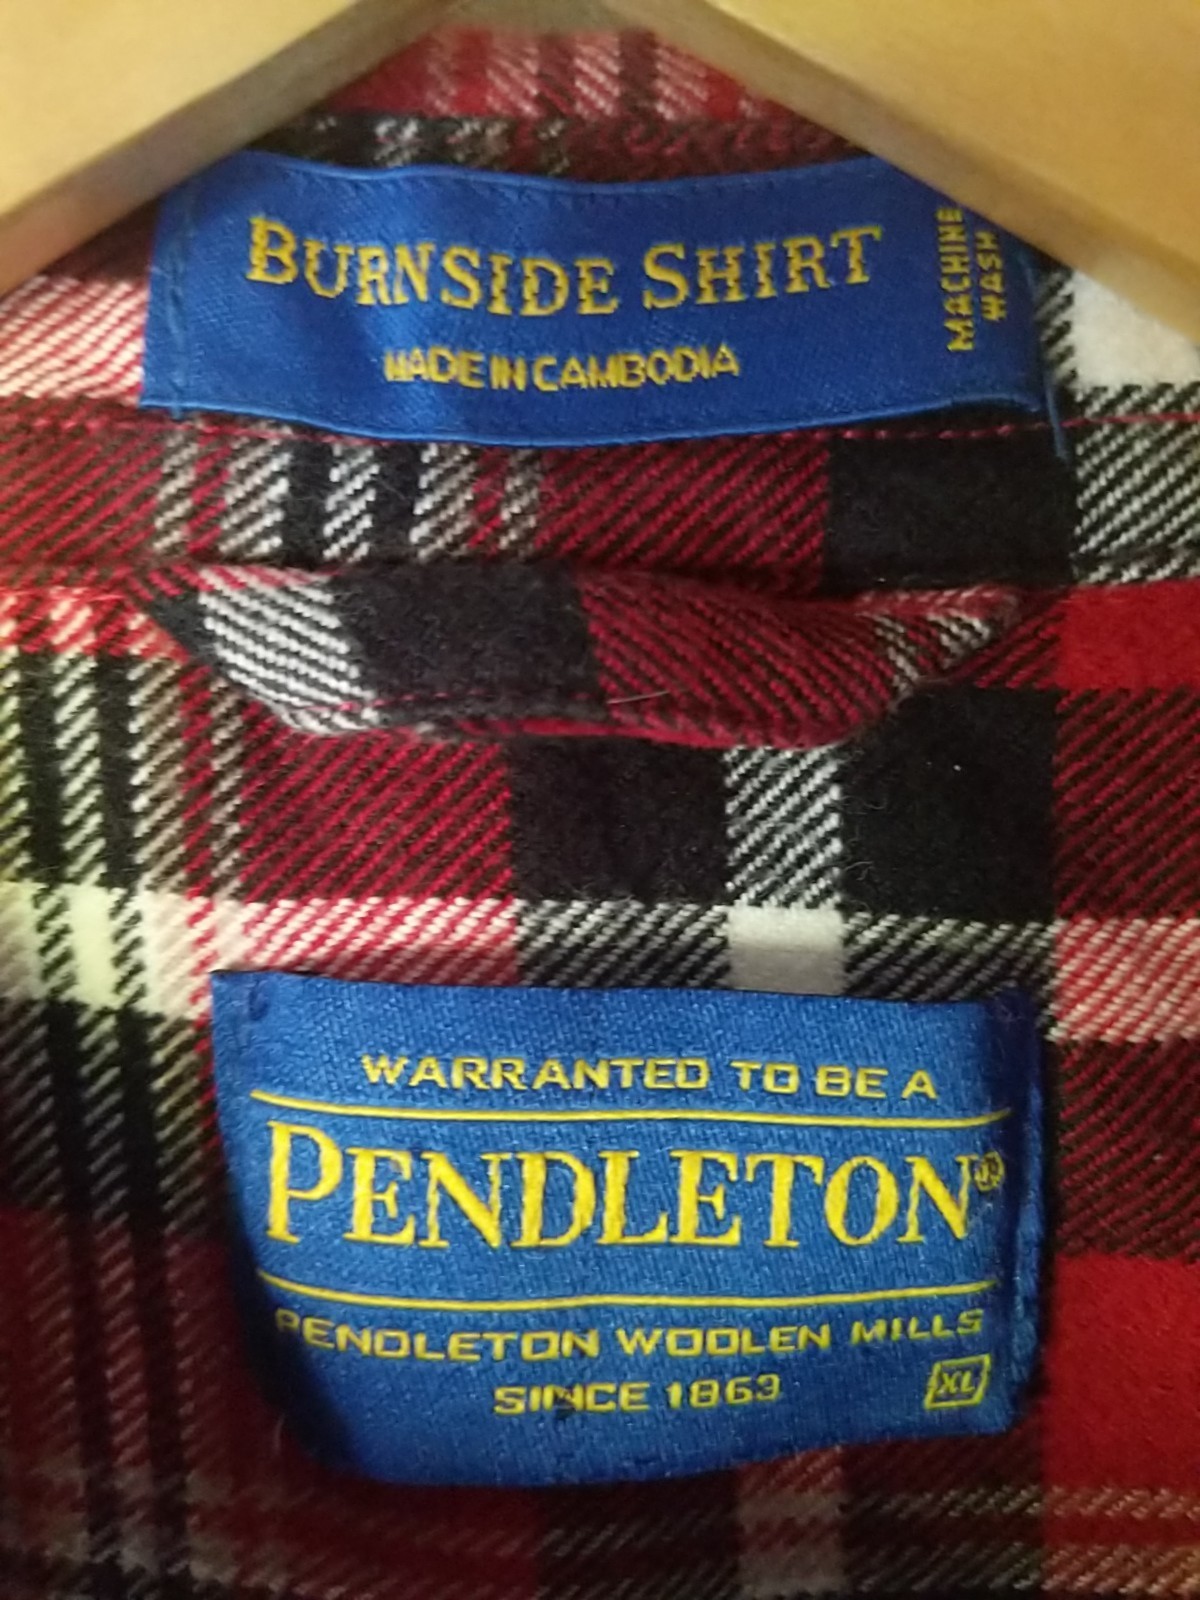 BURNSIDE SHIRT
MADE IN CAMBODIA
MACHINE
WASH
WARRANTED TO BE A
PENDLETON®
PENDLETON WOOLEN MILLS
SINCE 1863
XL